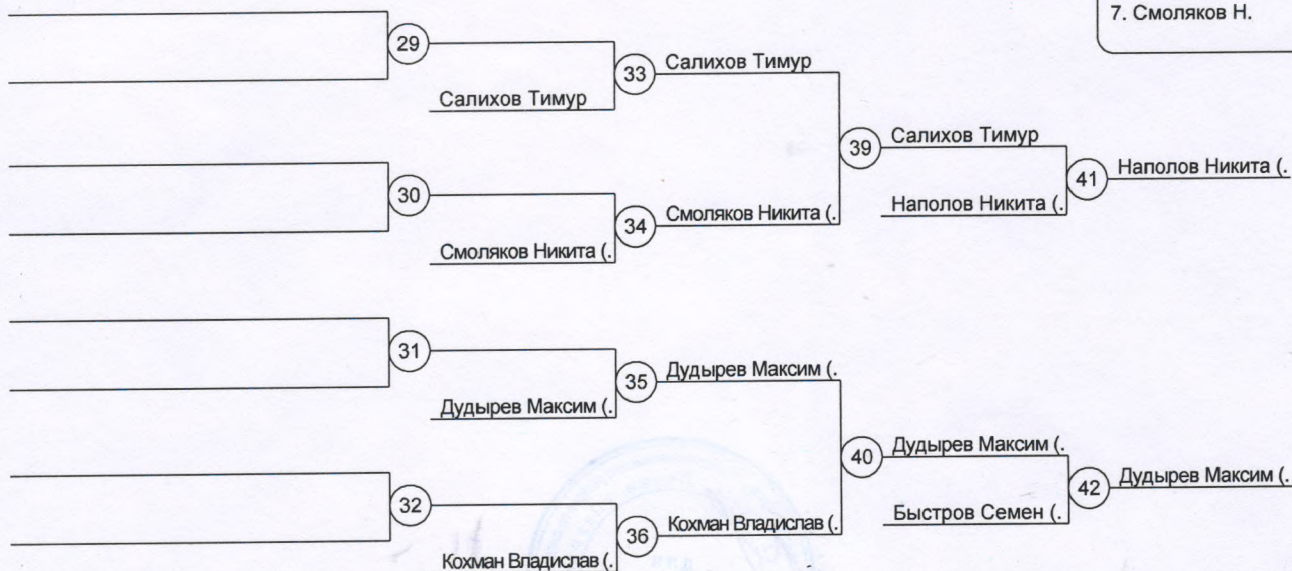 7. Смоляков Н.
29
33 Салихов Тимур
Салихов Тимур
39 Салихов Тимур
30
34 Смоляков Никита (.
Наполов Никита (.
41 Наполов Никита (.
Смоляков Никита (.
31
35 Дудырев Максим (.
Дудырев Максим (.
40 Дудырев Максим (.
32
36 Кохман Владислав (.
Быстров Семен (.
42 Дудырев Максим (.
Кохман Владислав (.